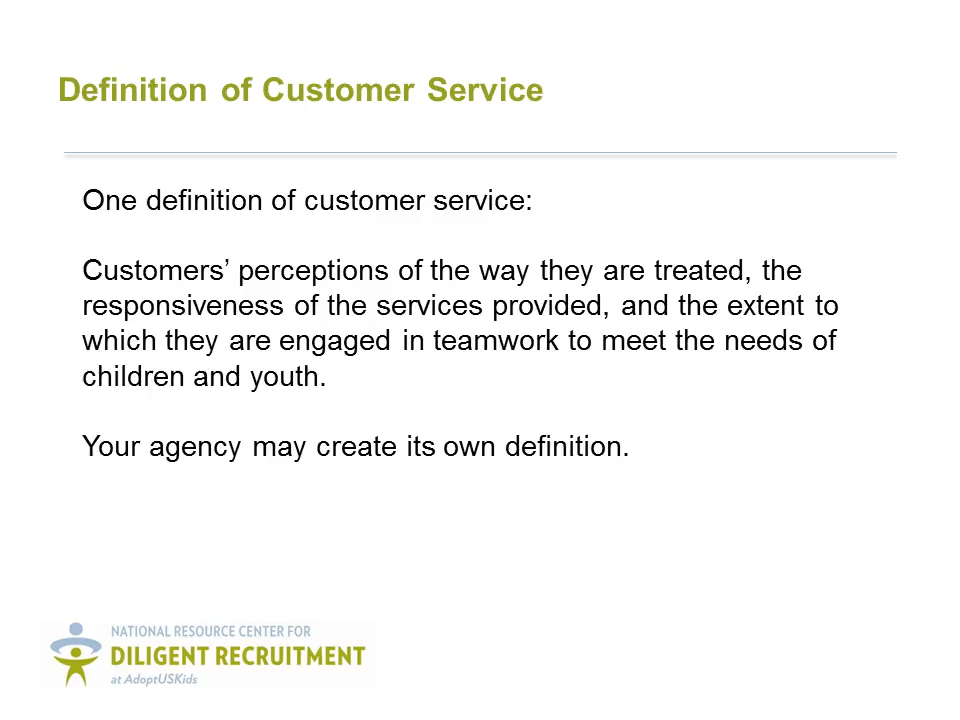 Definition of Customer Service
One definition of customer service:
Customers’ perceptions of the way they are treated, the
responsiveness of the services provided, and the extent to
which they are engaged in teamwork to meet the needs of
children and youth.
Your agency may create its own definition.
NATIONAL RESOURCE CENTER FOR
DILIGENT RECRUITMENT
at AdoptUSKids